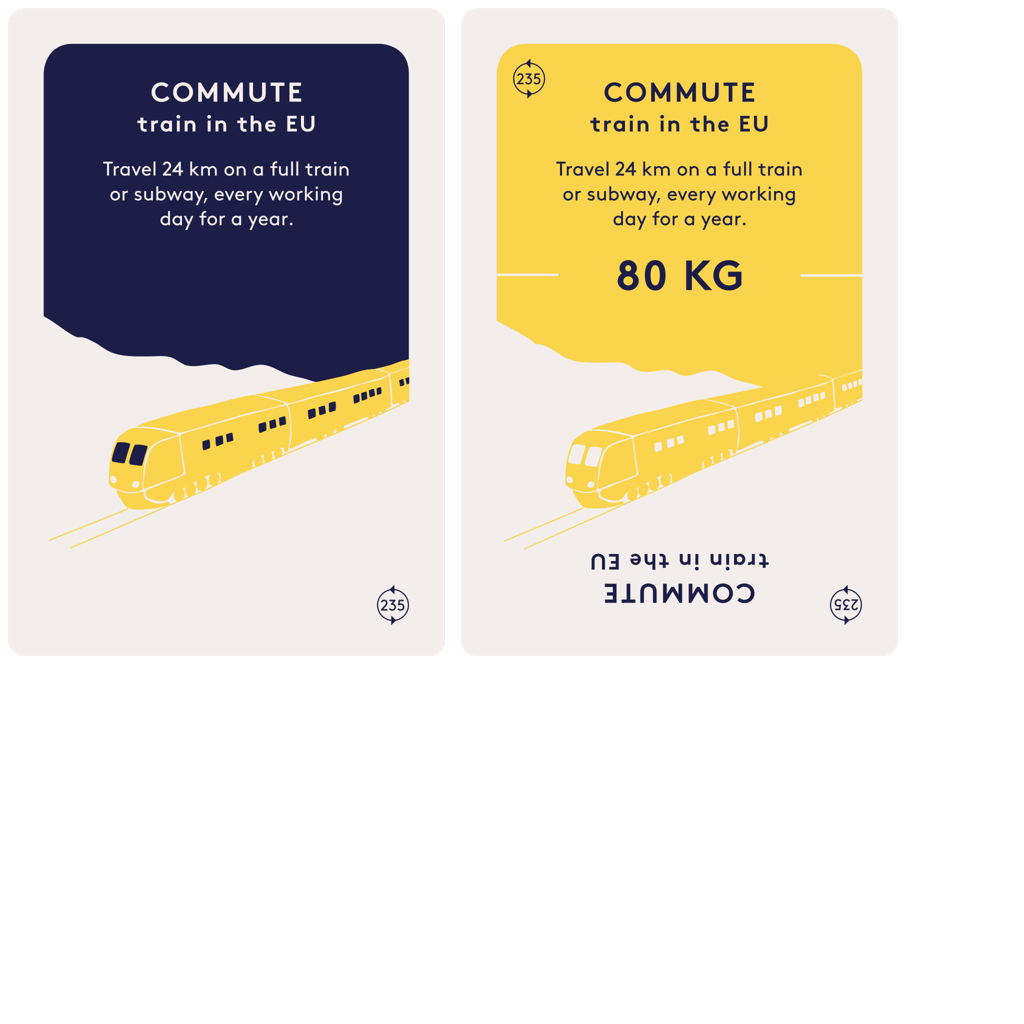 COMMUTE
train in the EU
Travel 24 km on a full train
or subway, every working
day for a year.
235
235
COMMUTE
train in the EU
Travel 24 km on a full train
or subway, every working
day for a year.
80 KG
train in the EU
COMMUTE
235